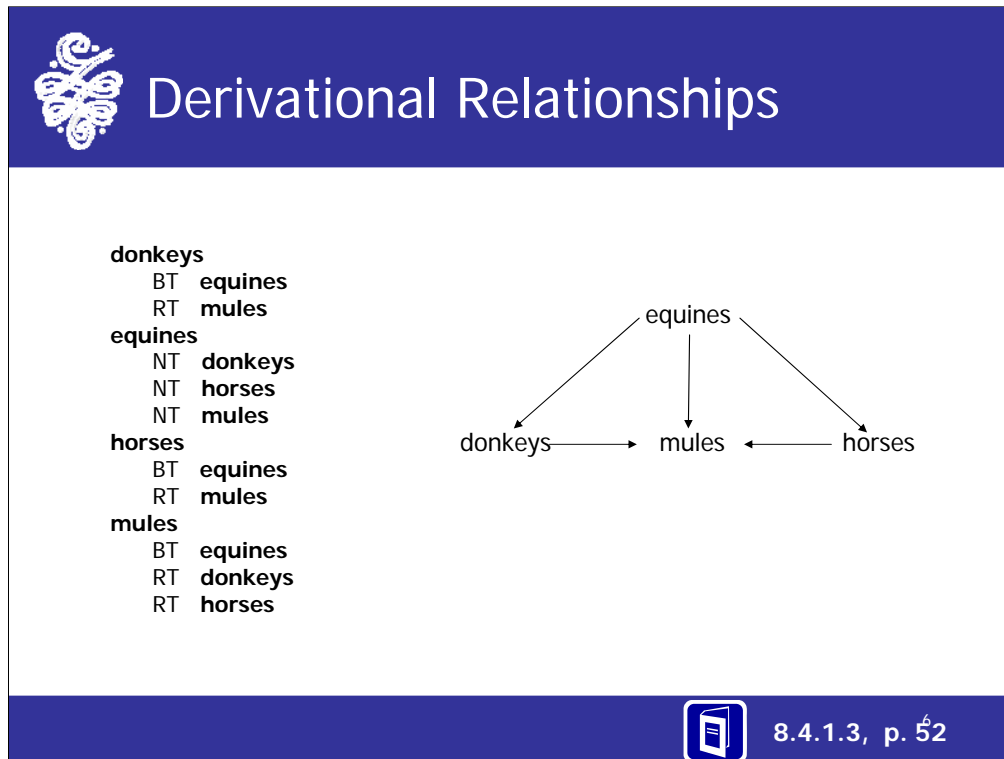 Derivational Relationships
donkeys
BT equines
RT mules
equines
NT donkeys
NT horses
NT mules
horses
BT equines
RT mules
mules
BT equines
RT donkeys
RT horses
equines
donkeys mules horses
8.4.1.3, p. 52